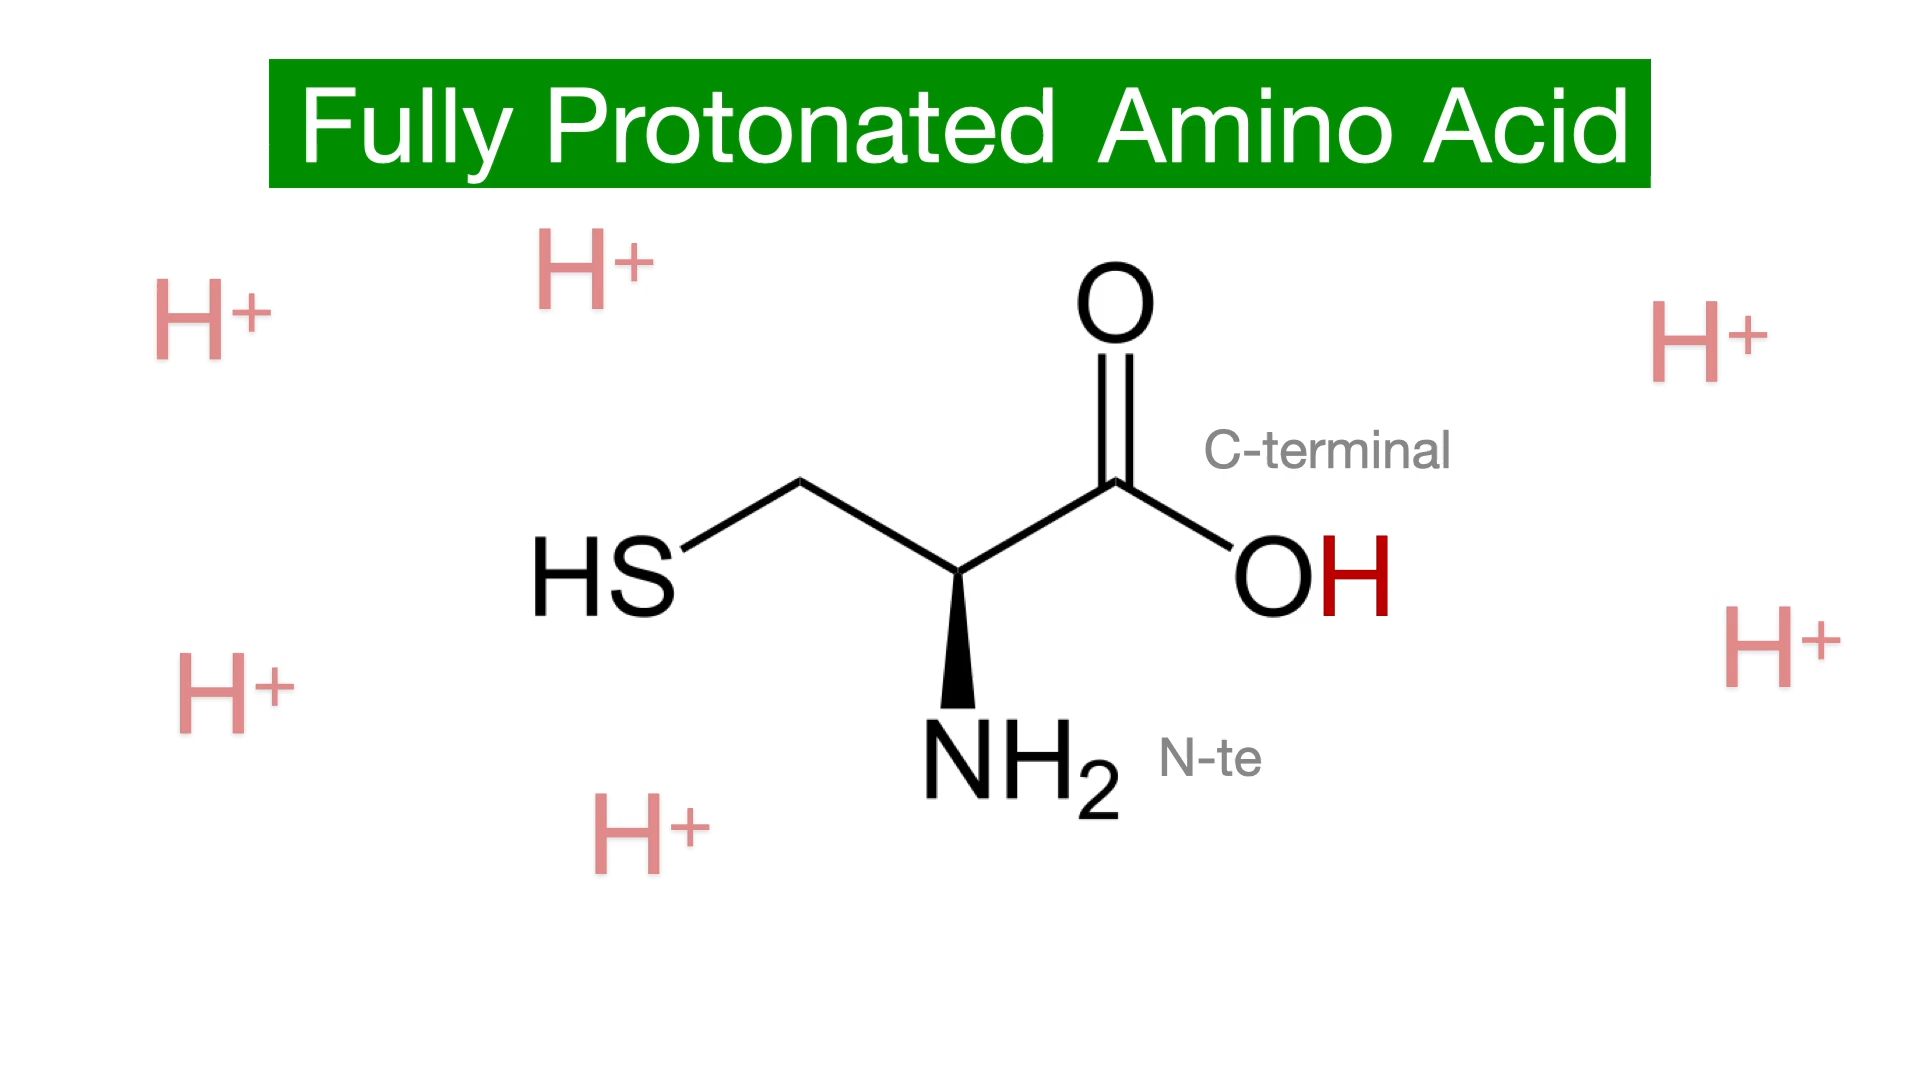 Fully Protonated Amino Acid
H+
H+
O
H+
C-terminal
HS
OH
H+
H+
NH2
N-te
H+